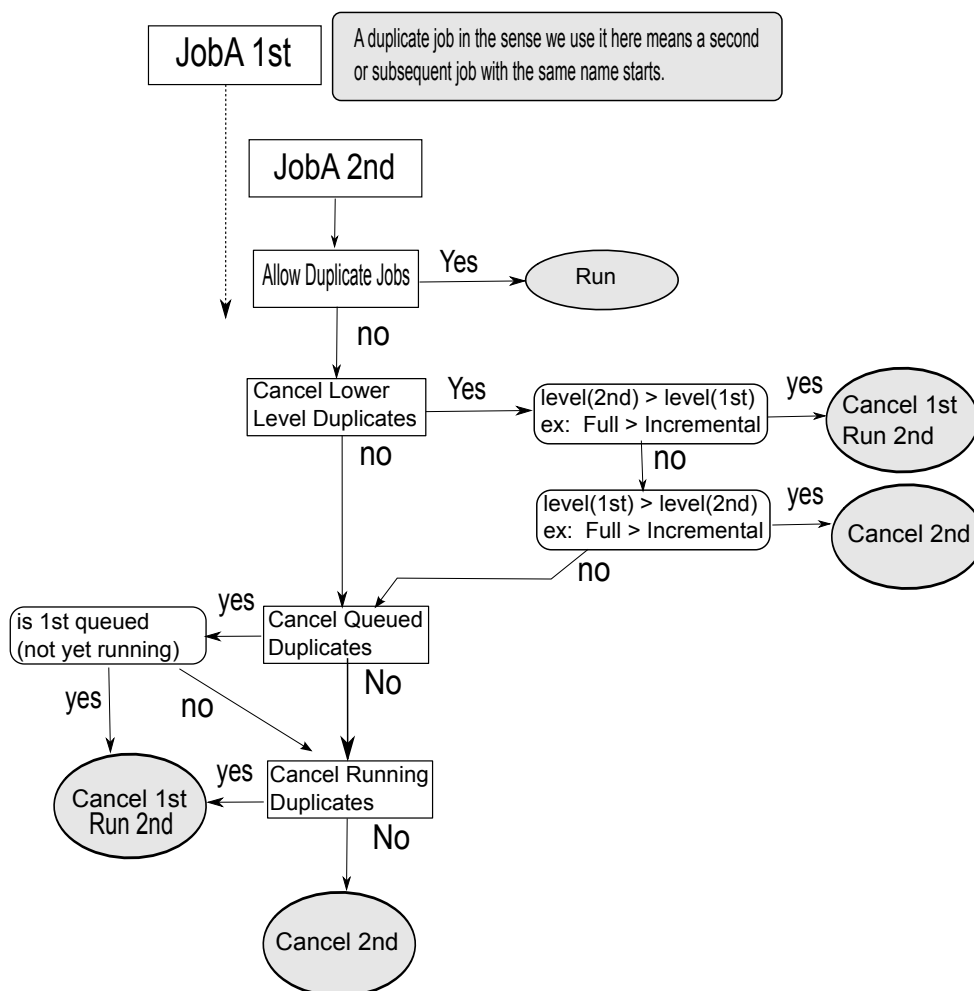 JobA 1st
A duplicate job in the sense we use it here means a second
or subsequent job with the same name starts.
JobA 2nd
Allow Duplicate Jobs
Yes
Run
no
Cancel Lower
Level Duplicates
Yes
level(2nd) > level(1st)
ex: Full > Incremental
yes
Cancel 1st
Run 2nd
no
no
level(1st) > level(2nd)
ex: Full > Incremental
yes
Cancel 2nd
no
Cancel Queued
Duplicates
yes
is 1st queued
(not yet running)
No
yes
no
Cancel Running
Duplicates
yes
Cancel 1st
Run 2nd
No
Cancel 2nd